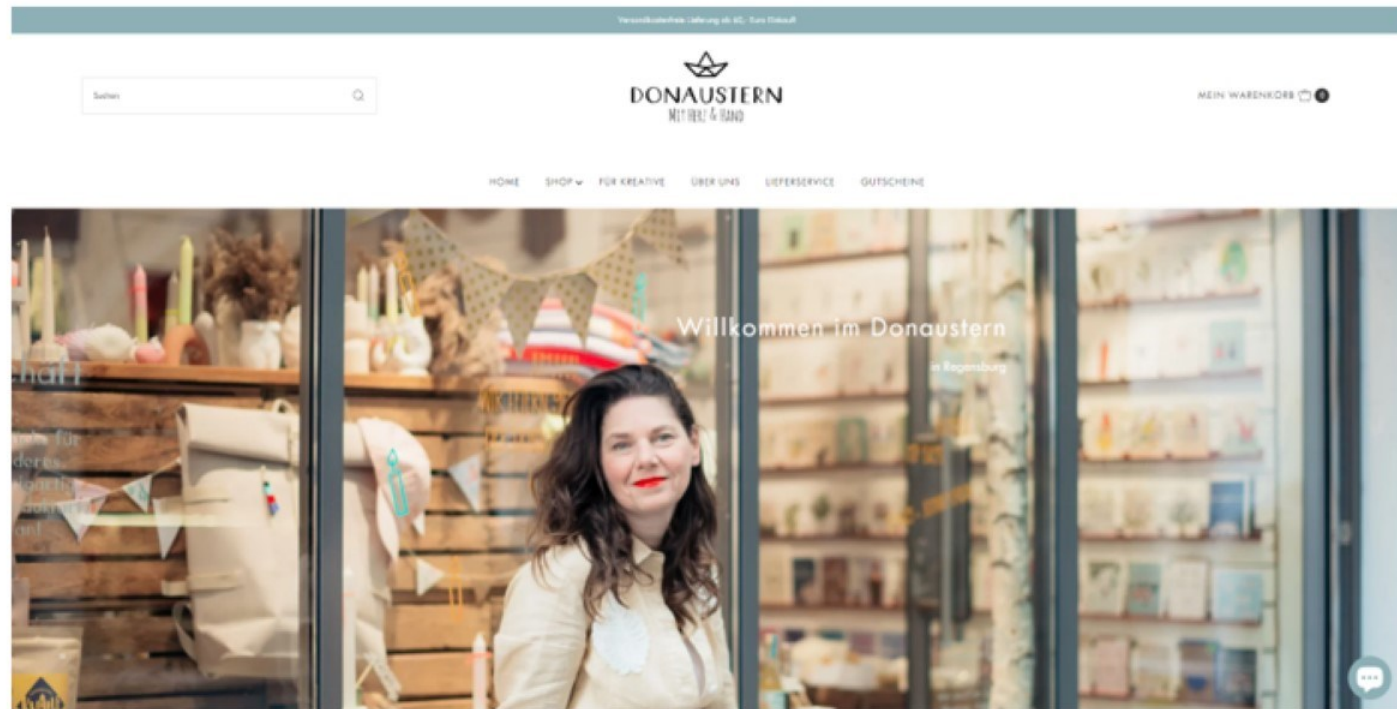 Versandkostenfreie Lieferung ab 60,- Euro Einkauf!
Suchen
DONAUSTERN
MIT HERZ & HAND
MEIN WARENKORB 0
HOME SHOP FÜR KREATIVE ÜBER UNS LIEFERSERVICE GUTSCHEINE
Willkommen im Donaustern
in Regensburg